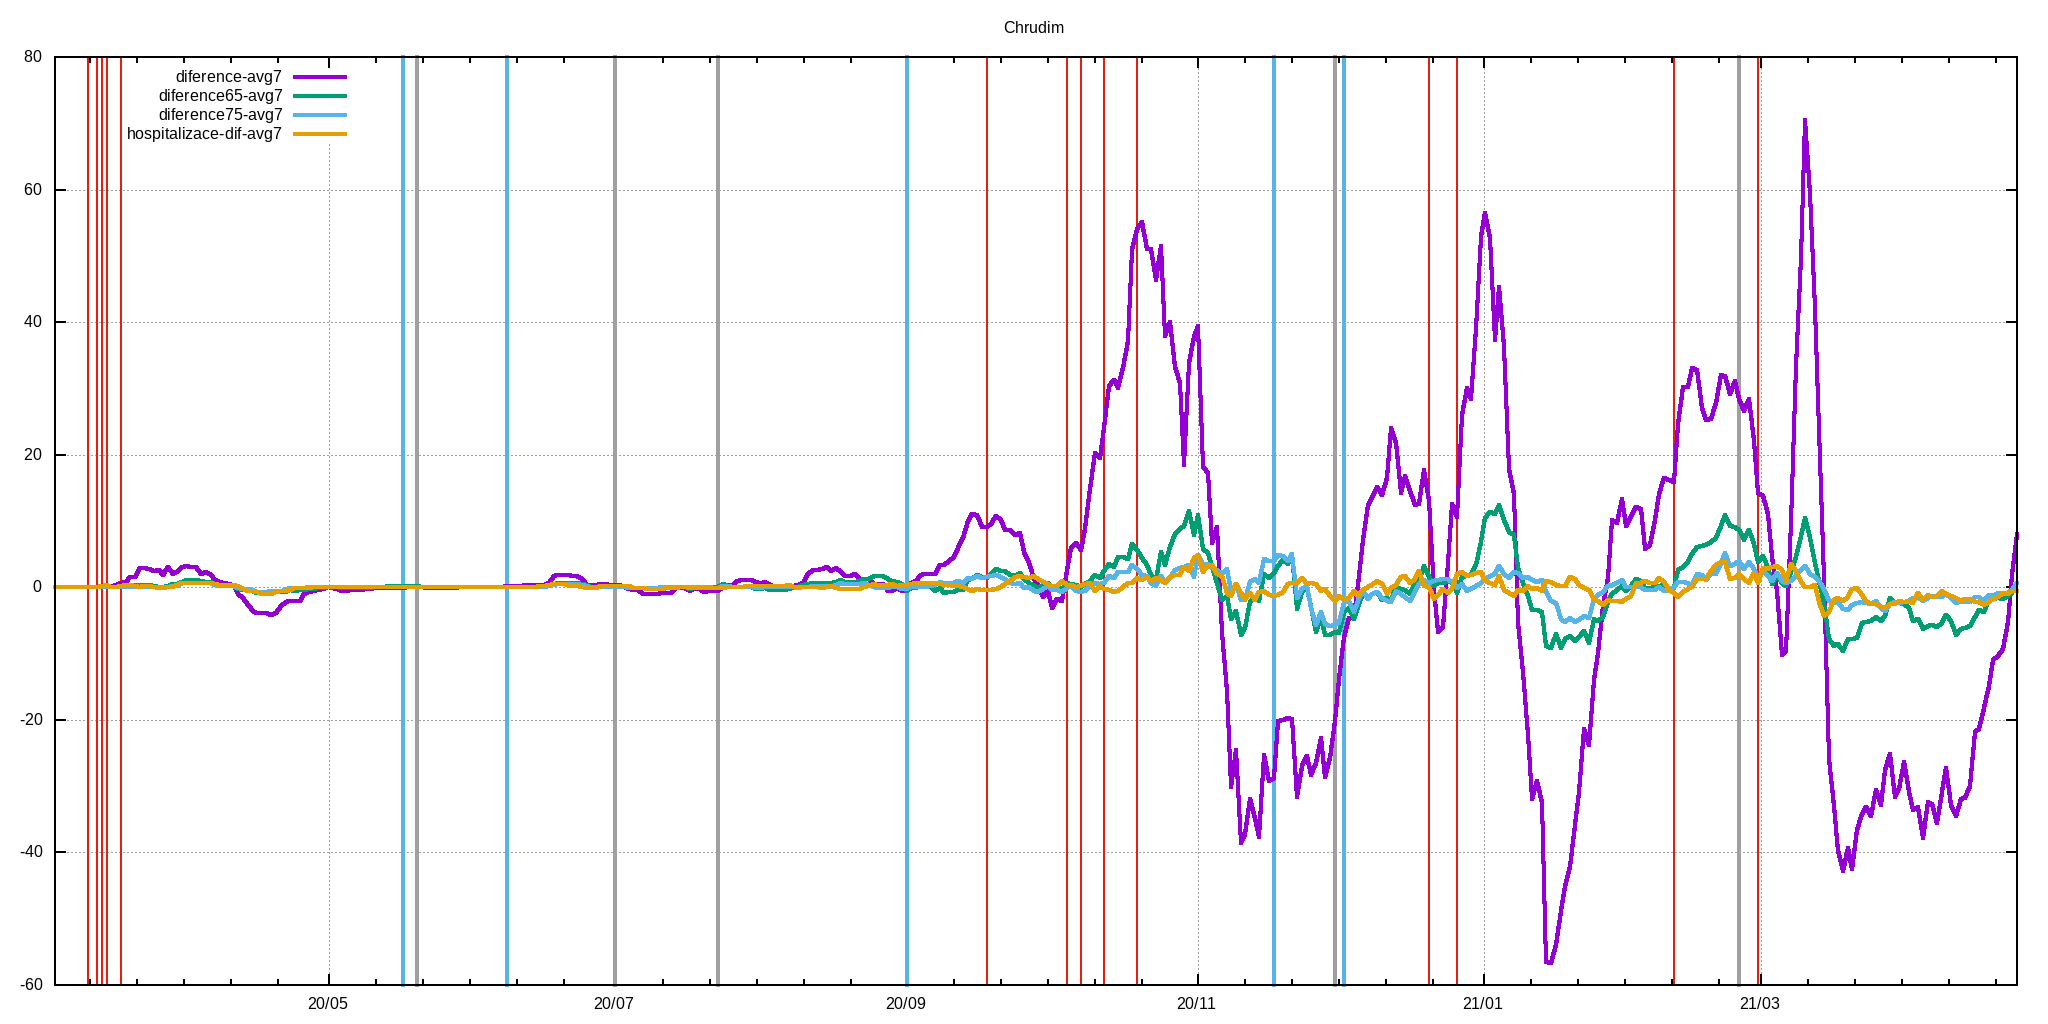 Chrudim
80
60
40
20
0
-20
-40
-60
diference-avg7
diference65-avg7
diference75-avg7
hospitalizace-dif-avg7
20/05 20/07 20/09 20/11 21/01 21/03